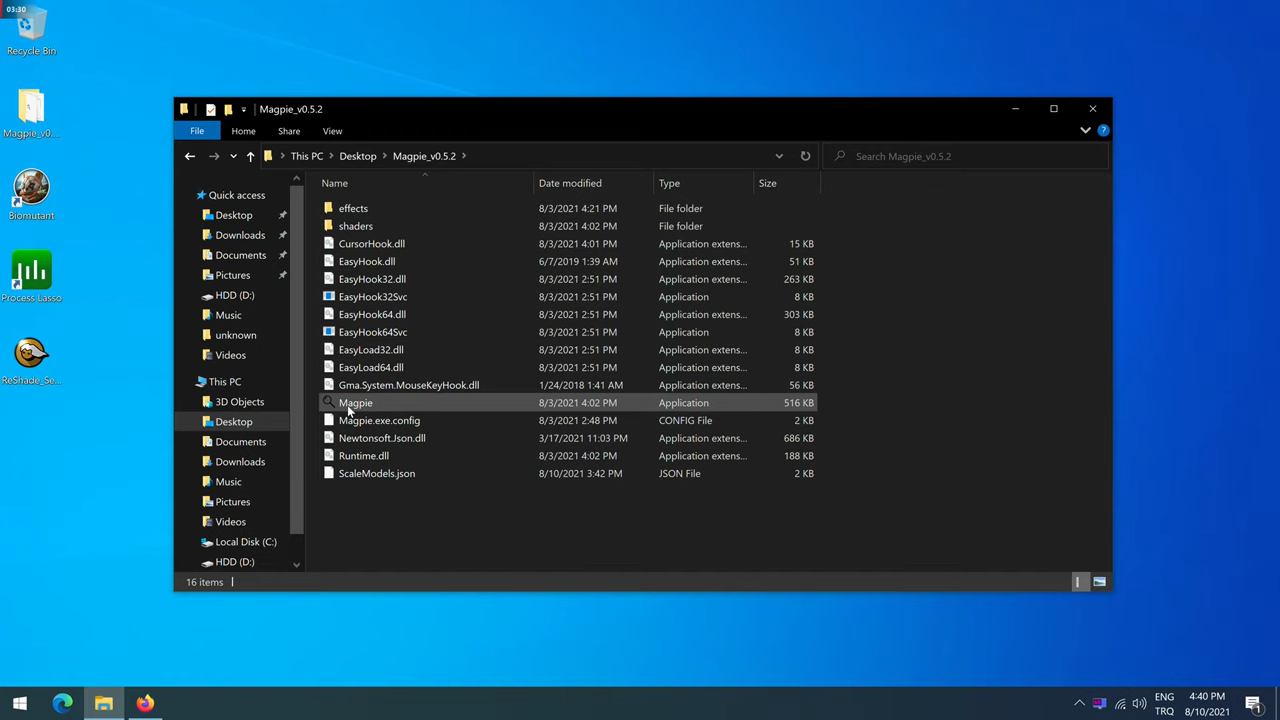 03:30
Recycle Bin
Magpie_v0....
Biomutant
Process Lasso
ReShade_Se...
Magpie_v0.5.2
File Home Share View
This PC Desktop Magpie_v0.5.2
Search Magpie_v0.5.2
Quick access
Desktop
Downloads
Documents
Pictures
HDD (D:)
Music
unknown
Videos
This PC
3D Objects
Desktop
Documents
Downloads
Music
Pictures
Videos
Local Disk (C:)
HDD (D:)
Name Date modified Type Size
effects 8/3/2021 4:21 PM File folder
shaders 8/3/2021 4:02 PM File folder
CursorHook.dll 8/3/2021 4:01 PM Application extens... 15 KB
EasyHook.dll 6/7/2019 1:39 AM Application extens... 51 KB
EasyHook32.dll 8/3/2021 2:51 PM Application extens... 263 KB
EasyHook32Svc 8/3/2021 2:51 PM Application 8 KB
EasyHook64.dll 8/3/2021 2:51 PM Application extens... 303 KB
EasyHook64Svc 8/3/2021 2:51 PM Application 8 KB
EasyLoad32.dll 8/3/2021 2:51 PM Application extens... 8 KB
EasyLoad64.dll 8/3/2021 2:51 PM Application extens... 8 KB
Gma.System.MouseKeyHook.dll 1/24/2018 1:41 AM Application extens... 56 KB
Magpie 8/3/2021 4:02 PM Application 516 KB
Magpie.exe.config 8/3/2021 2:48 PM CONFIG File 2 KB
Newtonsoft.Json.dll 3/17/2021 11:03 PM Application extens... 686 KB
Runtime.dll 8/3/2021 4:02 PM Application extens... 188 KB
ScaleModels.json 8/10/2021 3:42 PM JSON File 2 KB
16 items
ENG
TRQ
4:40 PM
8/10/2021
1